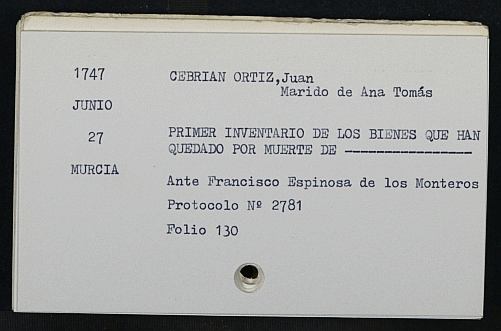 1747 CEBRIAN ORTIZ,Juan
Marido de Ana Tomás
JUNIO
27 PRIMER INVENTARIO DE LOS BIENES QUE HAN
QUEDADO POR MUERTE DE -----------------
MURCIA
Ante Francisco Espinosa de los Monteros
Protocolo Nº 2781
Folio 130